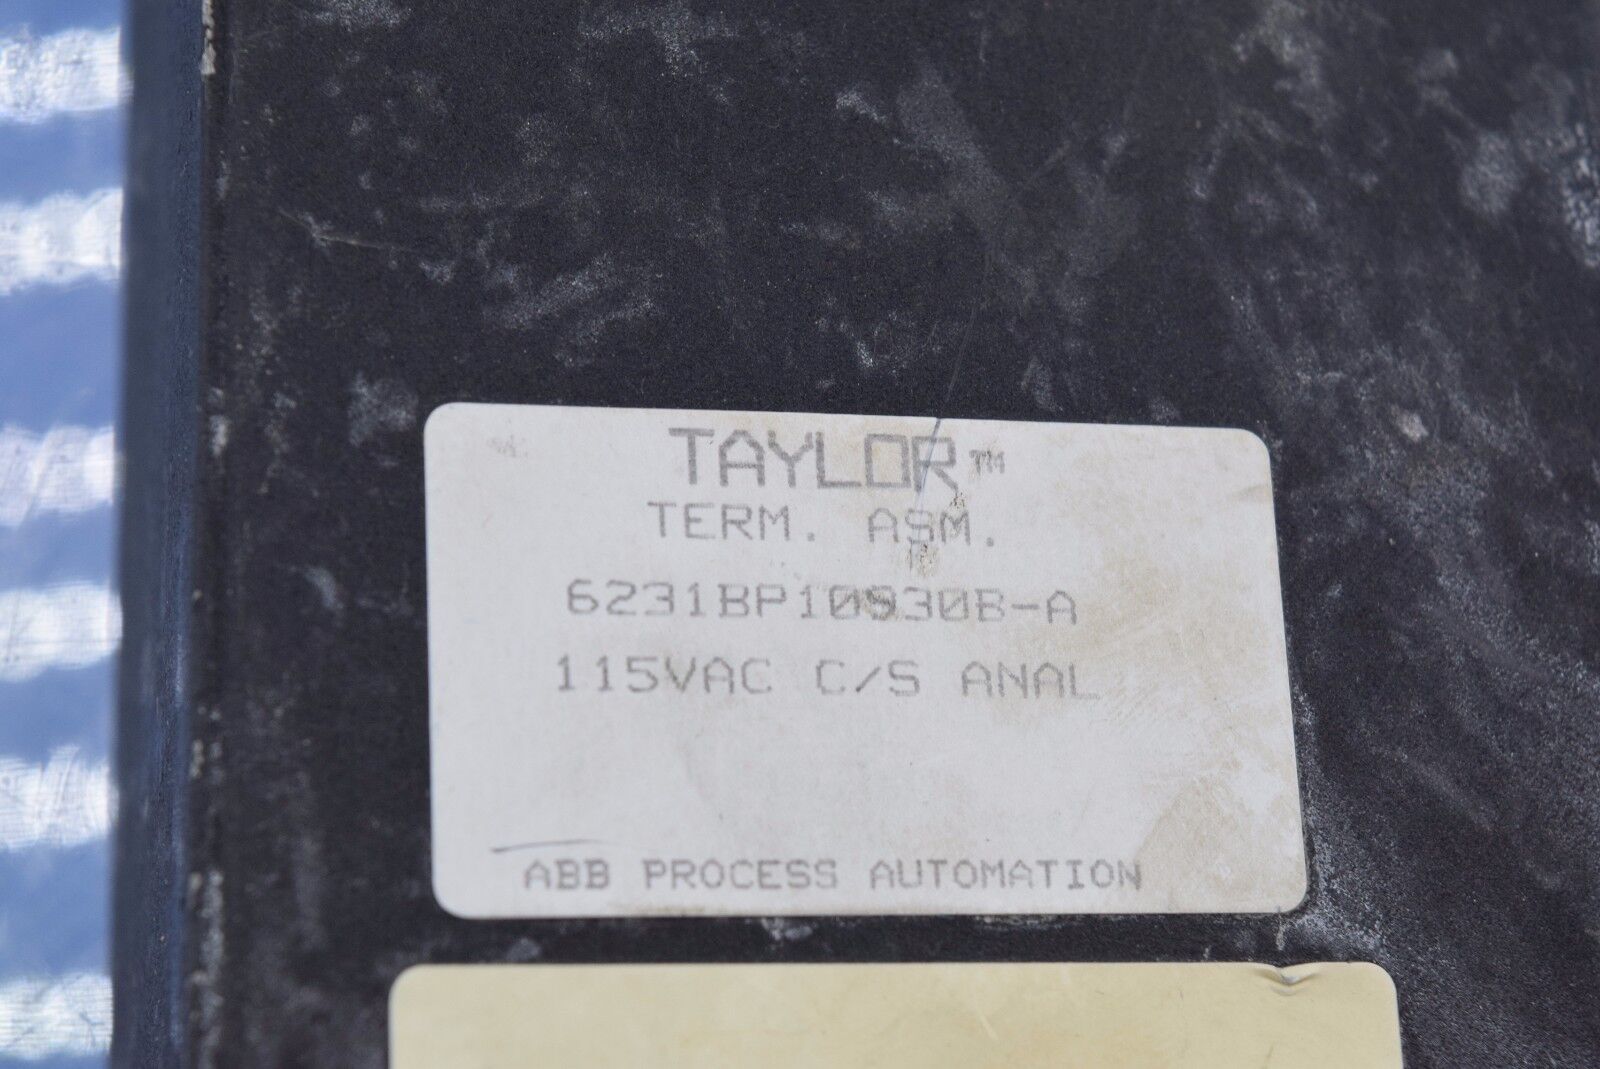 TAYLOR™
TERM. ASM.
6231BP10930B-A
115VAC C/S ANAL
ABB PROCESS AUTOMATION